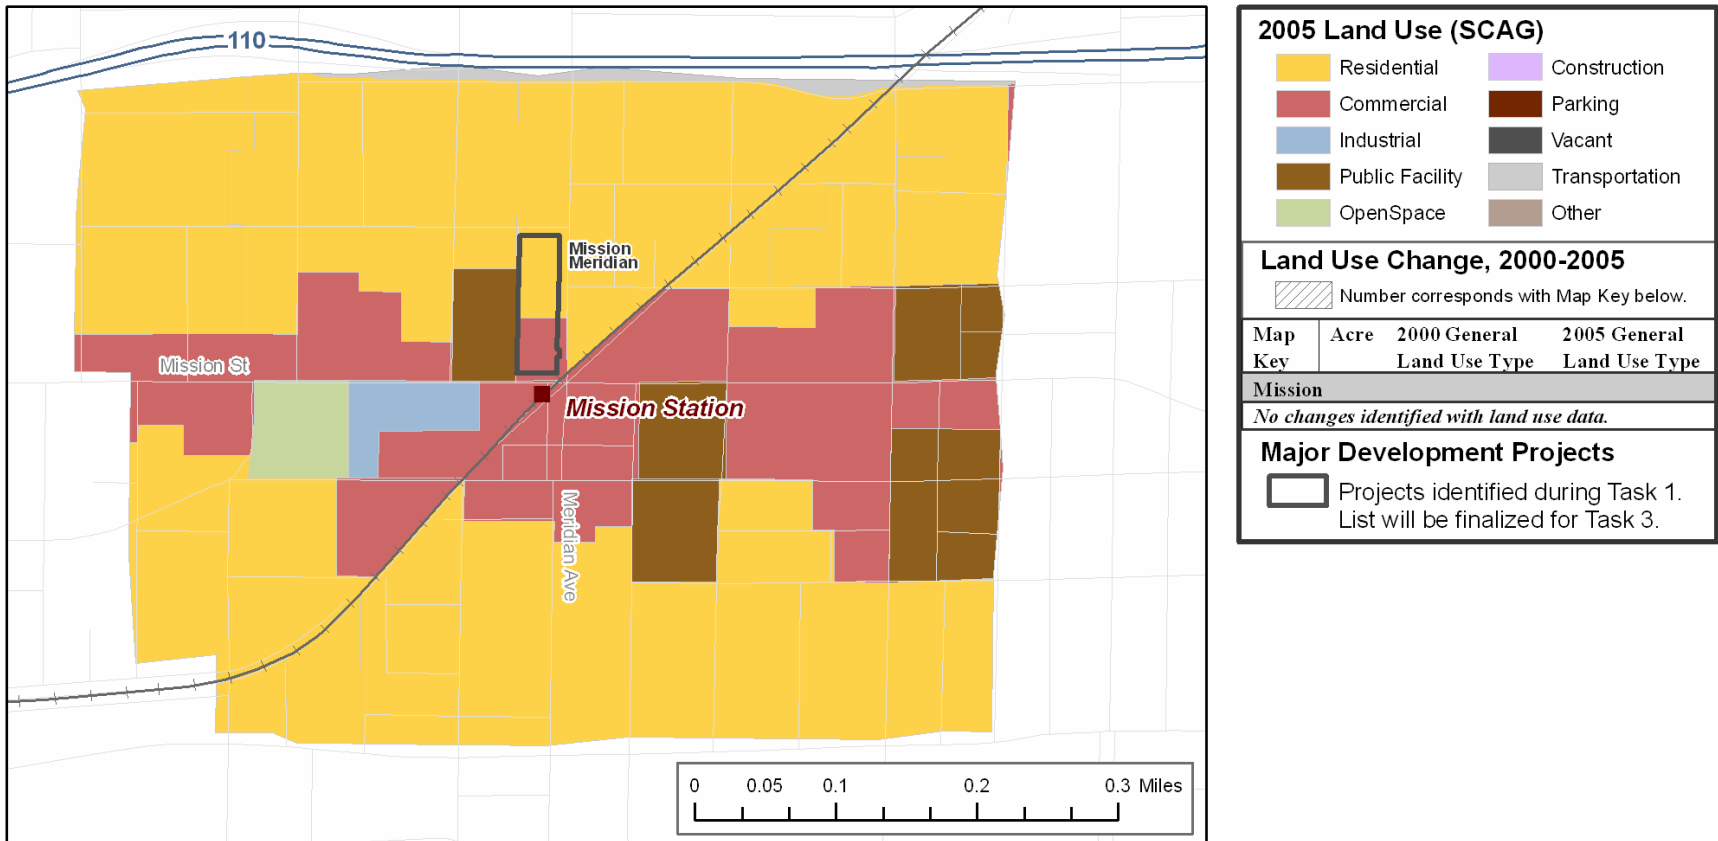 110
Mission
Meridian
Mission St
Mission Station
Meridian Ave
0 0.05 0.1 0.2 0.3 Miles
2005 Land Use (SCAG)
Residential
Commercial
Industrial
Public Facility
OpenSpace
Construction
Parking
Vacant
Transportation
Other
Land Use Change, 2000-2005
Number corresponds with Map Key below.
Map Acre 2000 General 2005 General
Key Land Use Type Land Use Type
Mission
No changes identified with land use data.
Major Development Projects
Projects identified during Task 1.
List will be finalized for Task 3.